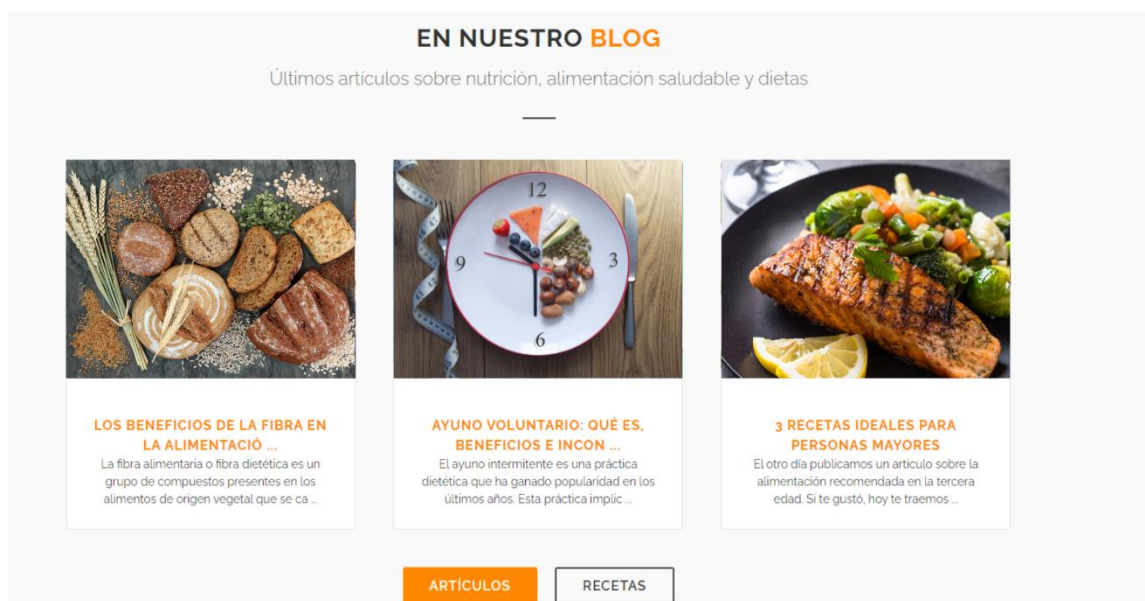 EN NUESTRO BLOG
Últimos artículos sobre nutrición, alimentación saludable y dietas
12
9
3
6
LOS BENEFICIOS DE LA FIBRA EN
LA ALIMENTACIÓ ...
La fibra alimentaria o fibra dietética es un
grupo de compuestos presentes en los
alimentos de origen vegetal que se ca ...
AYUNO VOLUNTARIO: QUÉ ES,
BENEFICIOS E INCON ...
El ayuno intermitente es una práctica
dietética que ha ganado popularidad en los
últimos años. Esta práctica implic ...
3 RECETAS IDEALES PARA
PERSONAS MAYORES
El otro día publicamos un artículo sobre la
alimentación recomendada en la tercera
edad. Si te gustó, hoy te traemos ...
ARTÍCULOS
RECETAS